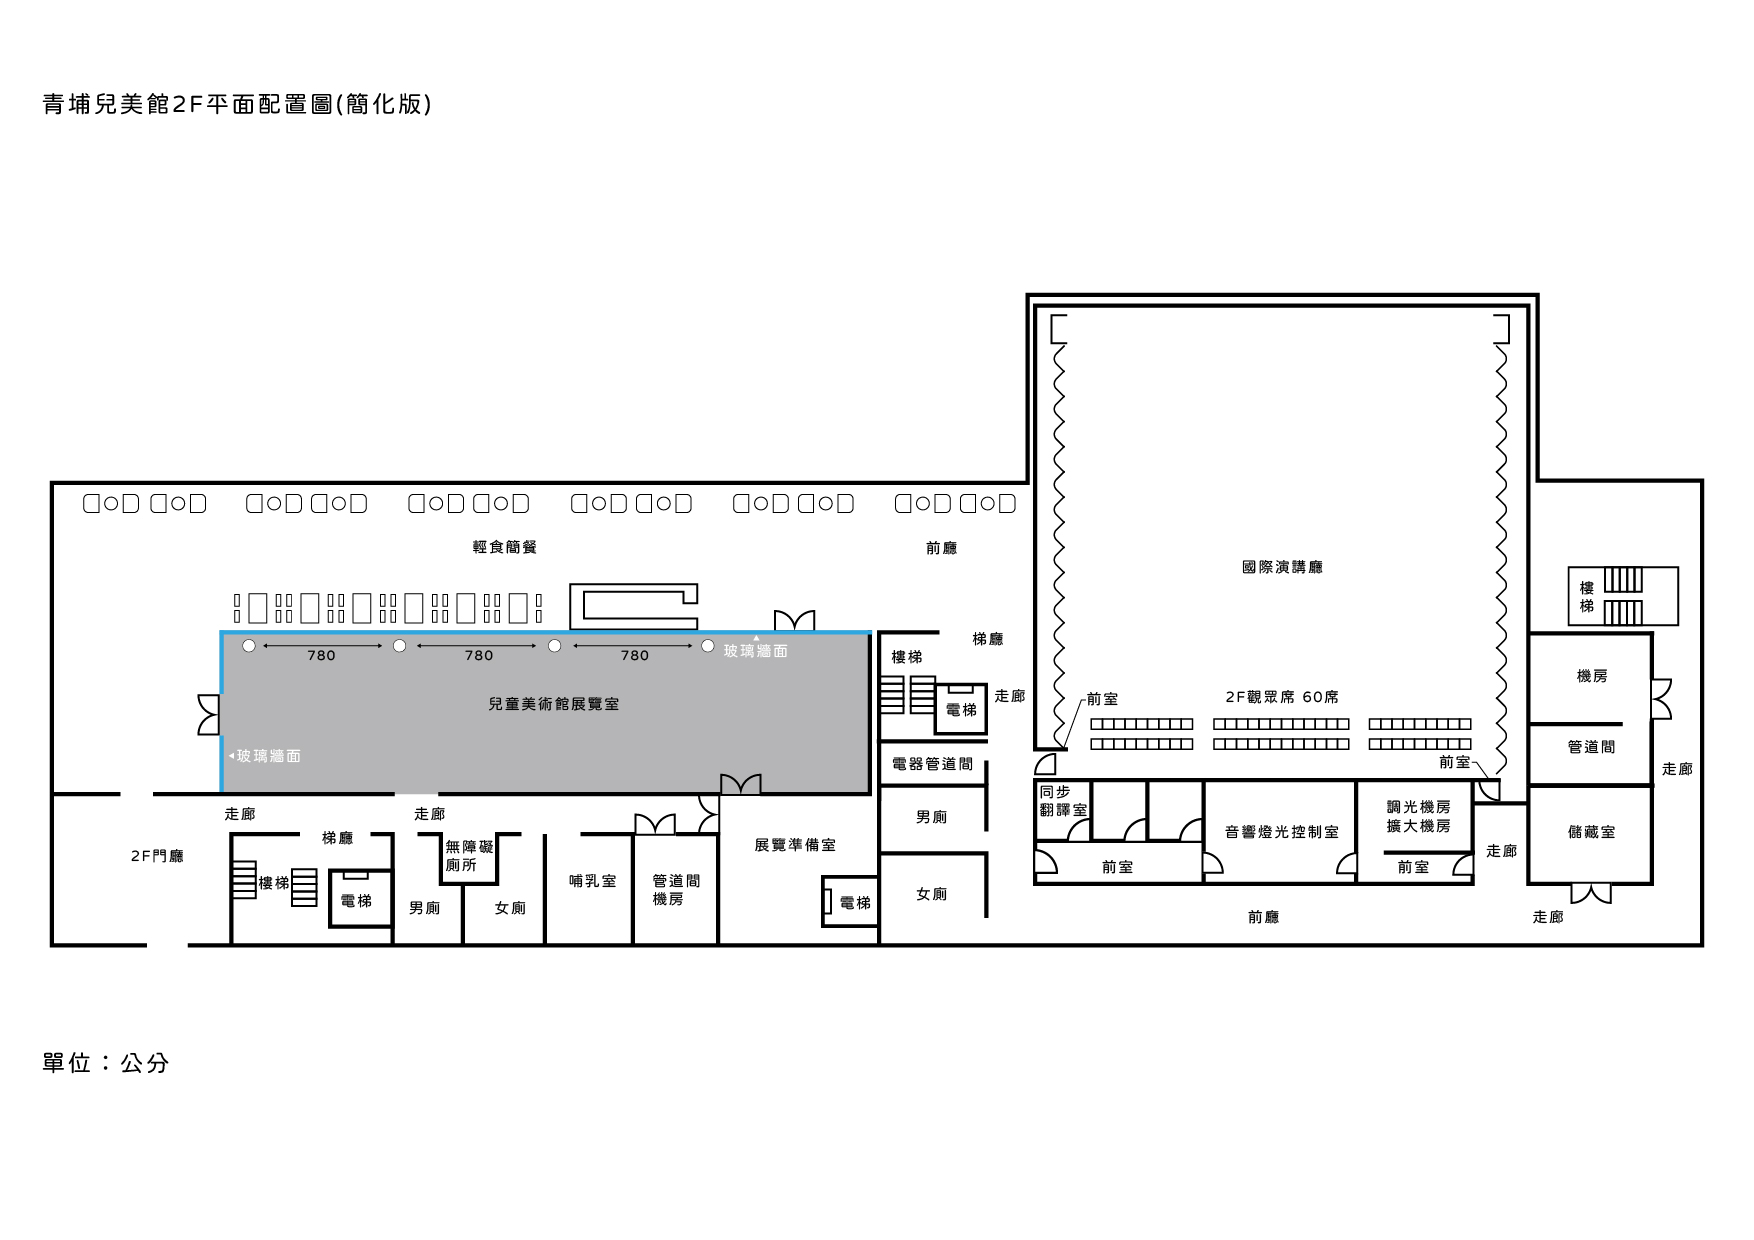 青埔兒美館2F平面配置圖(簡化版)
輕食簡餐
前廳
國際演講廳
樓
梯
780
780
780
玻璃牆面
梯廳
樓梯
機房
走廊
前室
2F觀眾席 60席
兒童美術館展覽室
電梯
管道間
玻璃牆面
電器管道間
前室
走廊
同步
翻譯室
走廊
走廊
男廁
調光機房
擴大機房
音響燈光控制室
儲藏室
梯廳
無障礙
廁所
展覽準備室
走廊
2F門廳
前室
前室
樓梯
哺乳室
管道間
機房
電梯
男廁
女廁
電梯
女廁
前廳
走廊
單位：公分